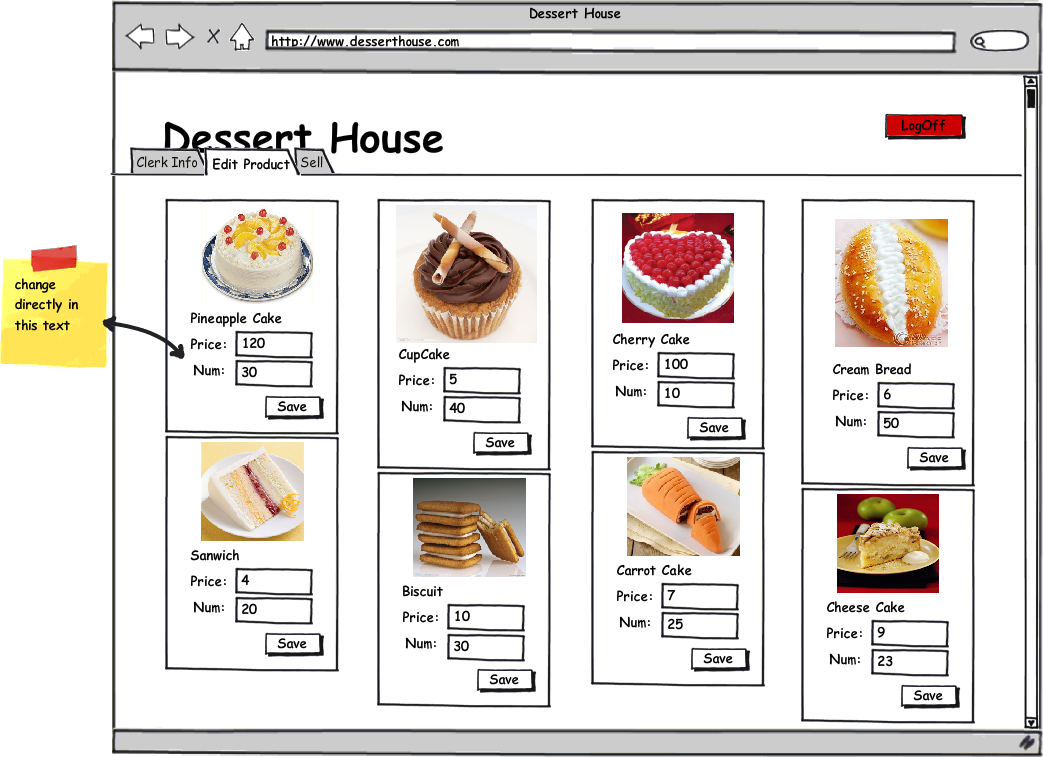 Dessert House
http://www.desserthouse.com
Dessert House
LogOff
Clerk Info
Edit Product
Sell
change
directly in
this text
Pineapple Cake
Price: 120
Num: 30
Save
CupCake
Price: 5
Num: 40
Save
Cherry Cake
Price: 100
Num: 10
Save
Cream Bread
Price: 6
Num: 50
Save
Sanwich
Price: 4
Num: 20
Save
Biscuit
Price: 10
Num: 30
Save
Carrot Cake
Price: 7
Num: 25
Save
Cheese Cake
Price: 9
Num: 23
Save